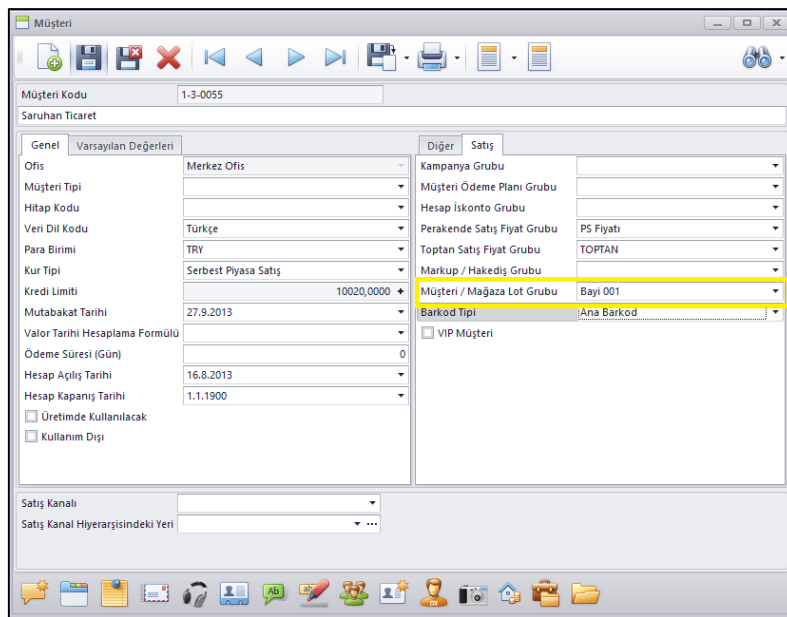 Müşteri
Müşteri Kodu 1-3-0055
Saruhan Ticaret
Genel Varsayılan Değerleri
Ofis Merkez Ofis
Müşteri Tipi
Hitap Kodu
Veri Dil Kodu Türkçe
Para Birimi TRY
Kur Tipi Serbest Piyasa Satış
Kredi Limiti 10020,0000 +
Mutabakat Tarihi 27.9.2013
Valor Tarihi Hesaplama Formülü
Ödeme Süresi (Gün) 0
Hesap Açılış Tarihi 16.8.2013
Hesap Kapanış Tarihi 1.1.1900
Üretimde Kullanılacak
Kullanım Dışı
Diğer Satış
Kampanya Grubu
Müşteri Ödeme Planı Grubu
Hesap İskonto Grubu
Perakende Satış Fiyat Grubu PS Fiyatı
Toptan Satış Fiyat Grubu TOPTAN
Markup / Hakediş Grubu
Müşteri / Mağaza Lot Grubu Bayi 001
Barkod Tipi Ana Barkod
VIP Müşteri
Satış Kanalı
Satış Kanal Hiyerarşisindeki Yeri ...
Ab